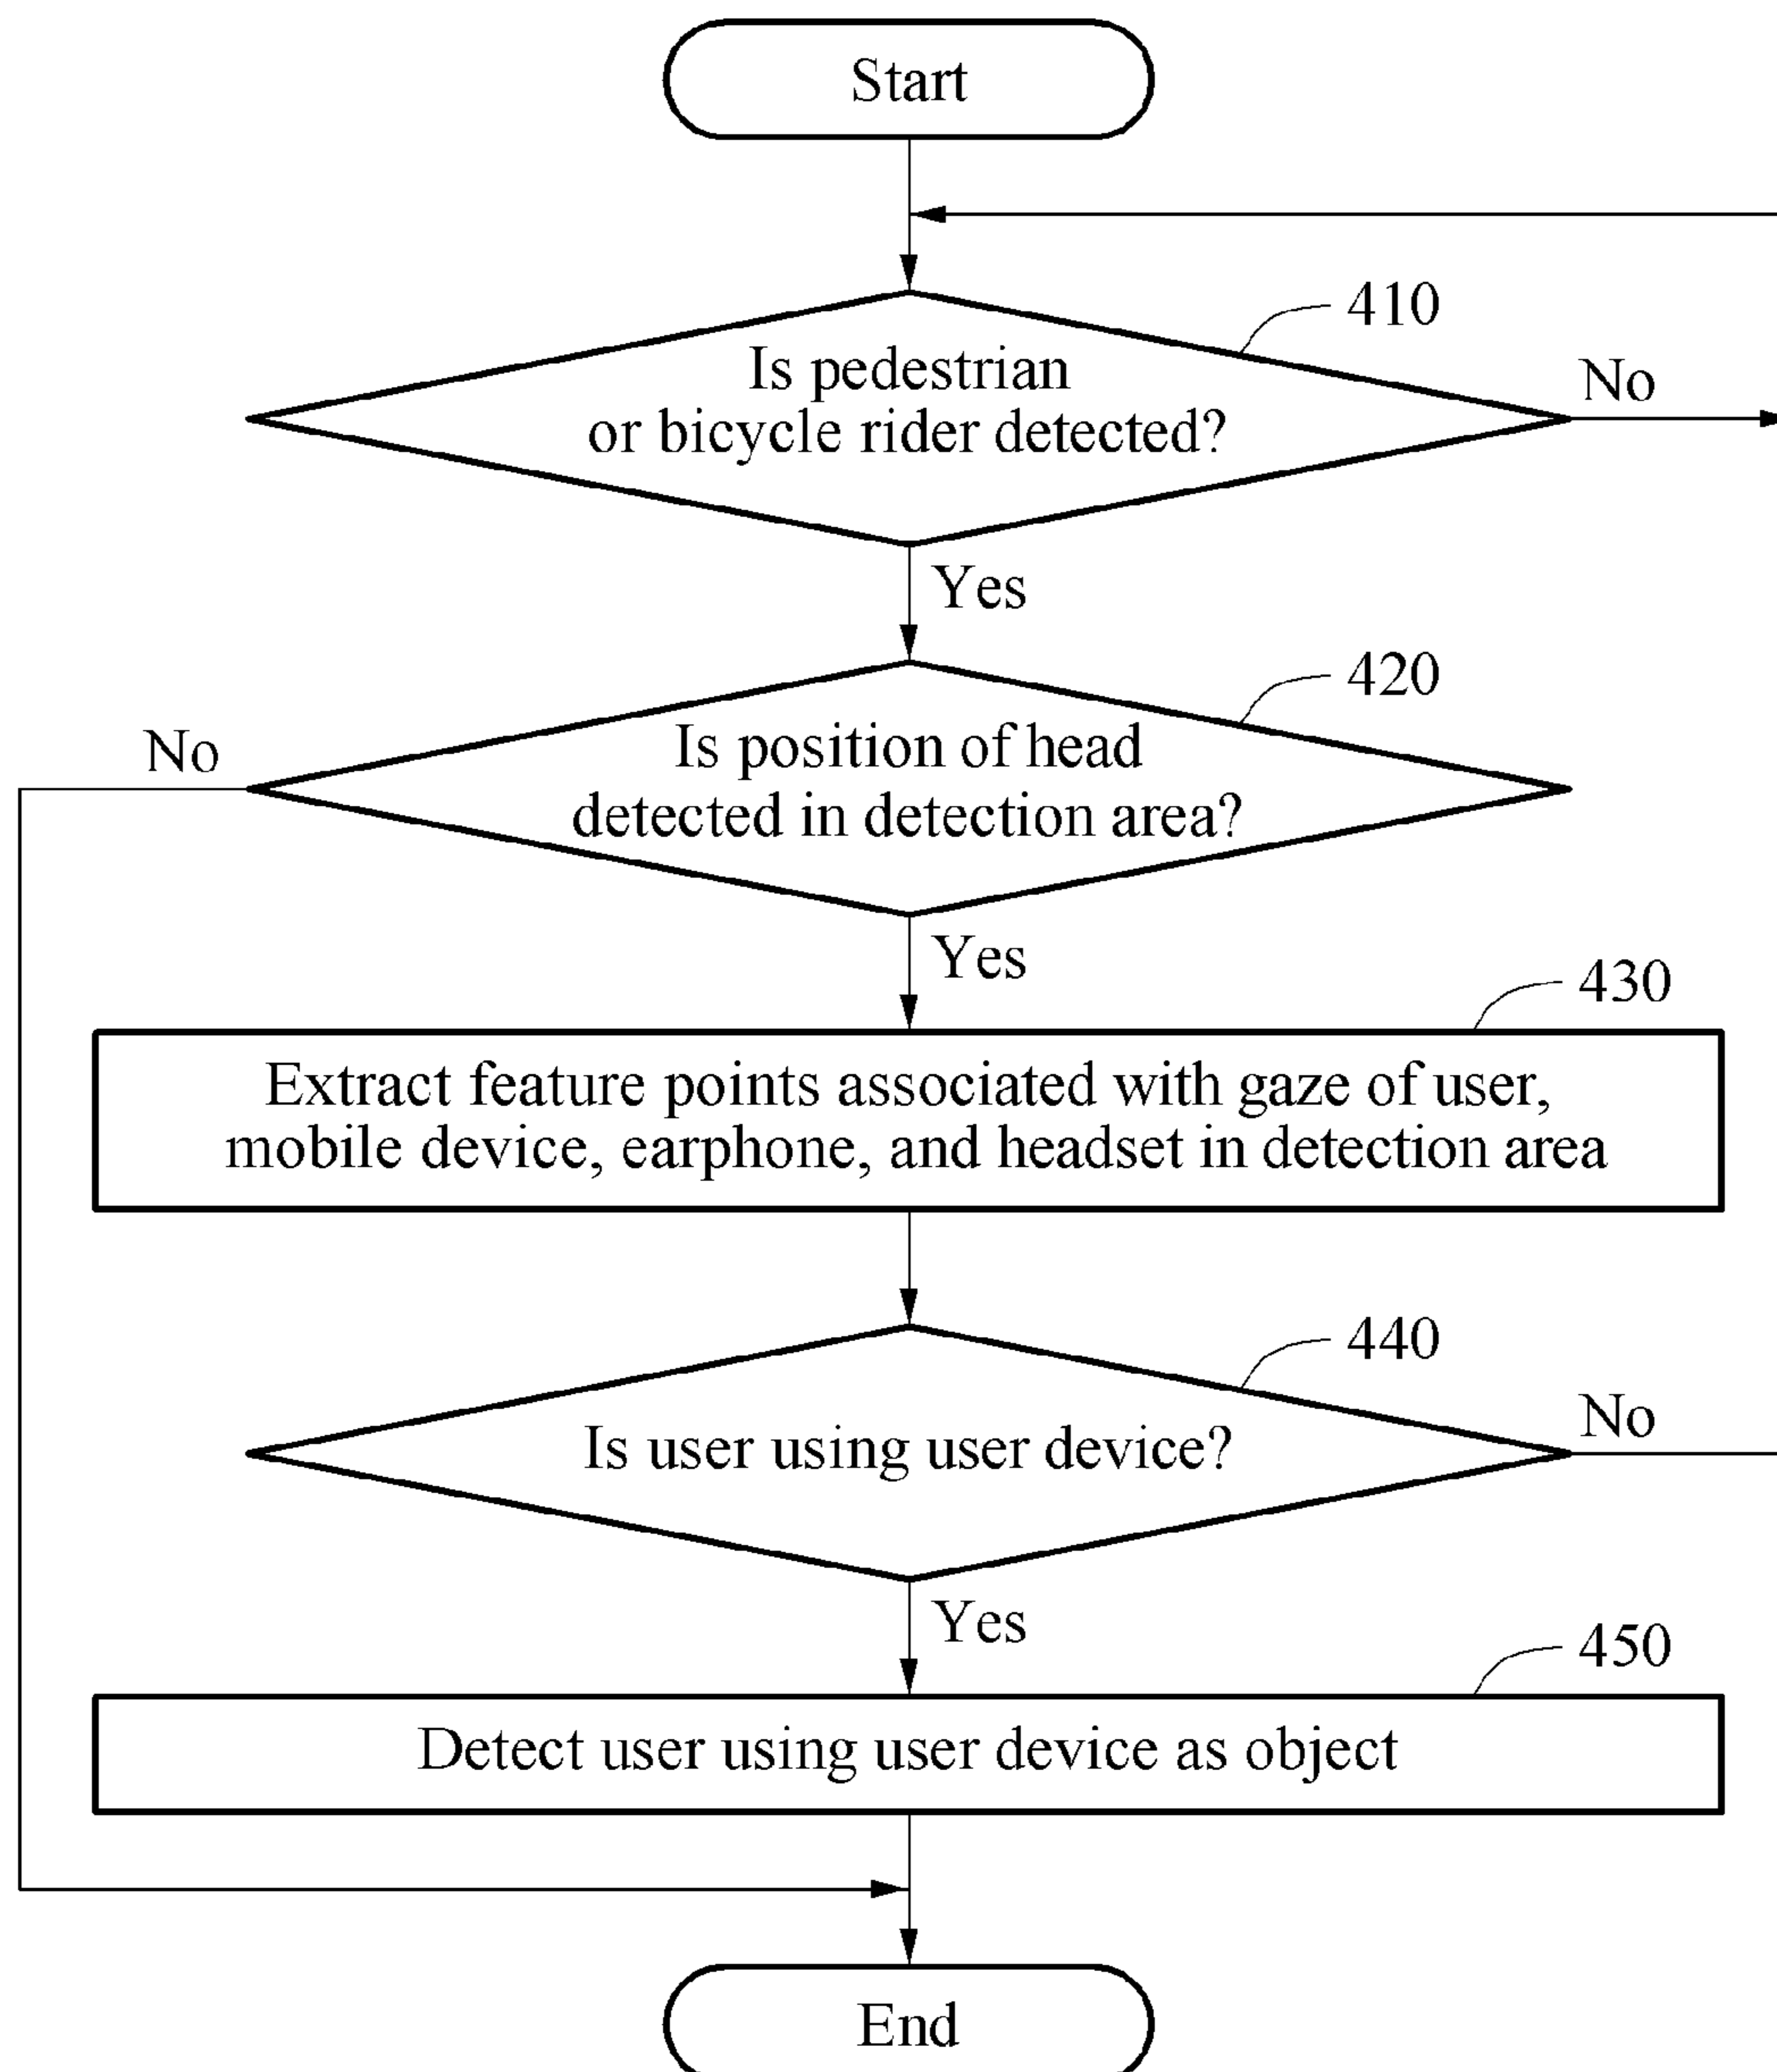 Start
410
Is pedestrian
or bicycle rider detected?
No
Yes
420
No
Is position of head
detected in detection area?
Yes
430
Extract feature points associated with gaze of user,
mobile device, earphone, and headset in detection area
440
Is user using user device?
No
Yes
450
Detect user using user device as object
End